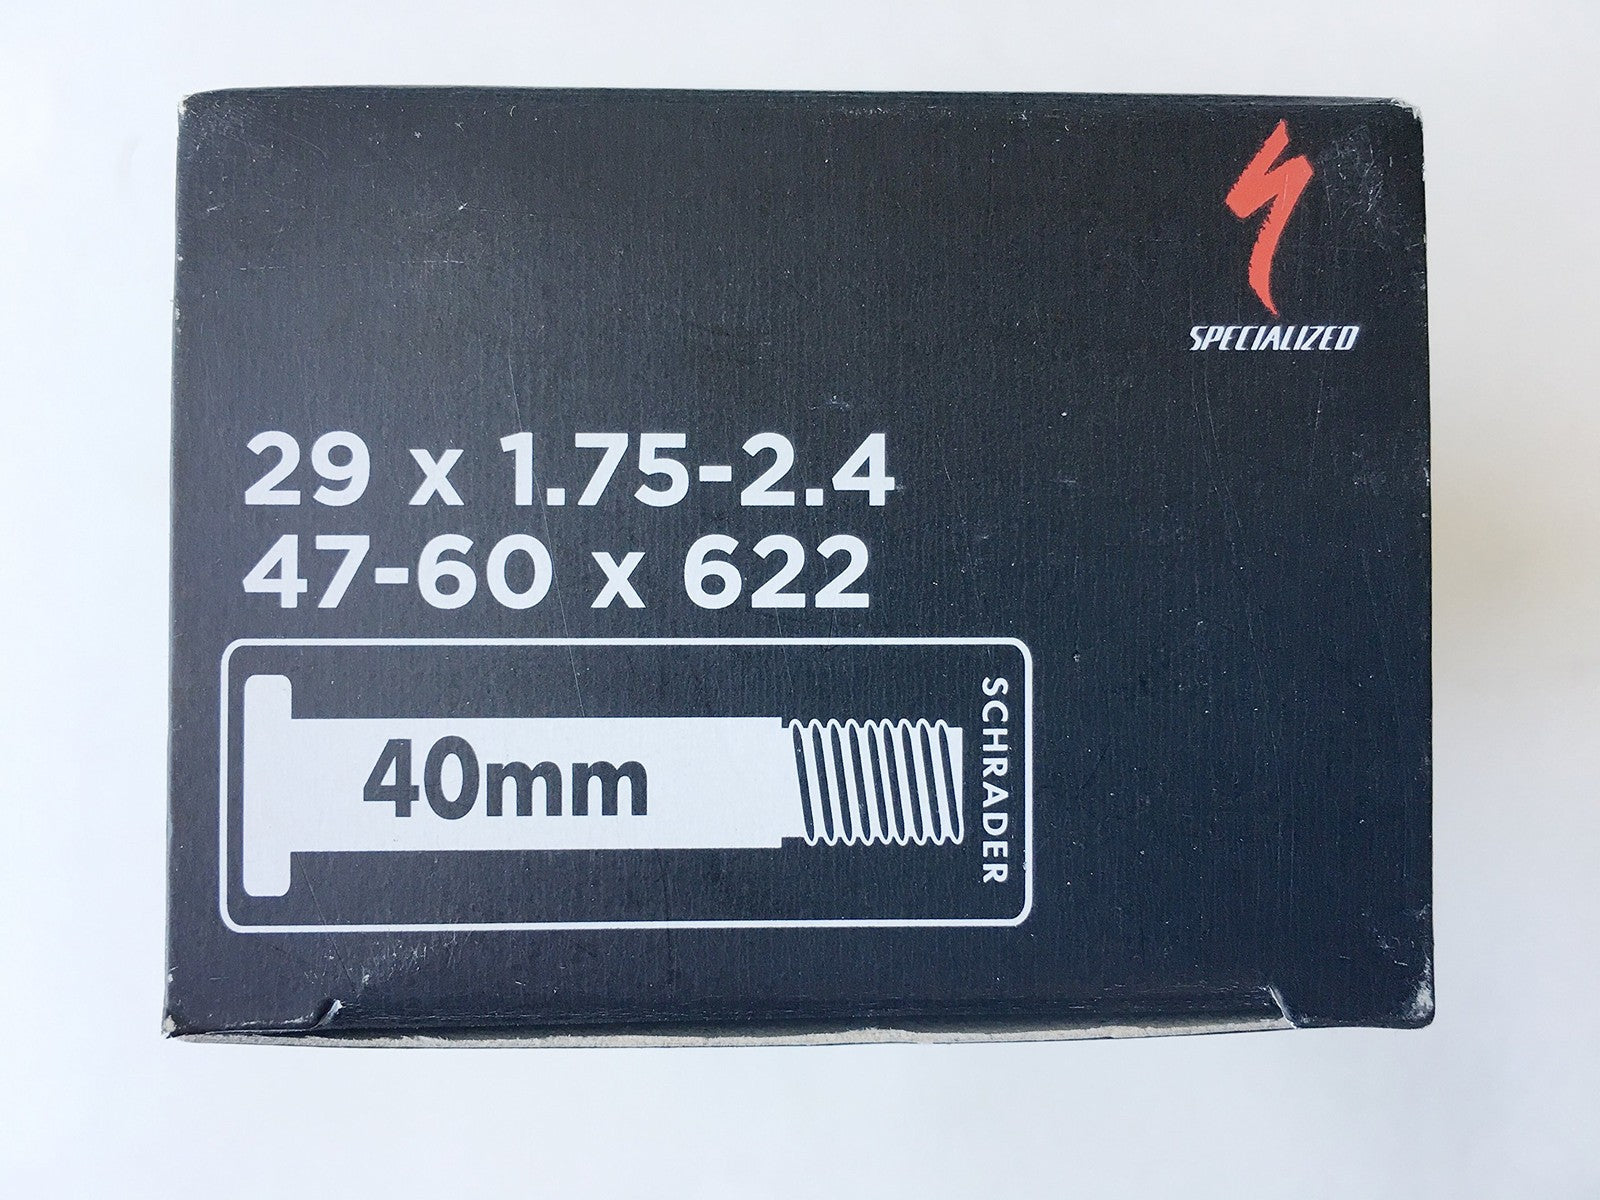 SPECIALIZED
29 x 1.75-2.4
47-60 x 622
40mm
SCHRADER